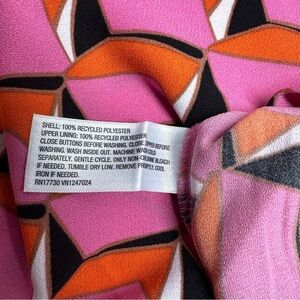 SHELL: 100% RECYCLED POLYESTER
UPPER LINING: 100% RECYCLED POLYESTER
CLOSE BUTTONS BEFORE WASHING. CLOSE ZIPPER BEFORE
WASHING. WASH INSIDE OUT. MACHINE WASH COLD
SEPARATELY. GENTLE CYCLE. ONLY NON-CHLORINE BLEACH
IF NEEDED. TUMBLE DRY LOW. REMOVE PROMPTLY. COOL
IRON IF NEEDED.
RN17730 VN1247024